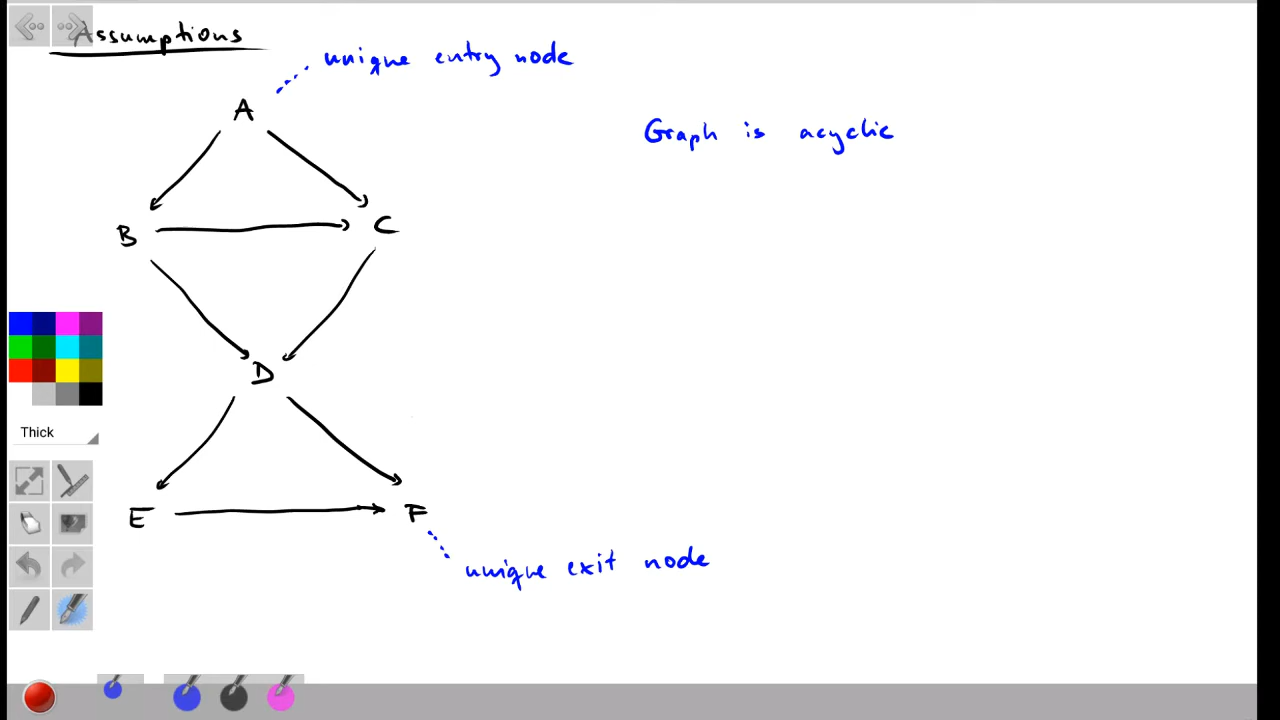 Assumptions
unique entry node
A
Graph is acyclic
B
C
D
Thick
E
F
unique exit node